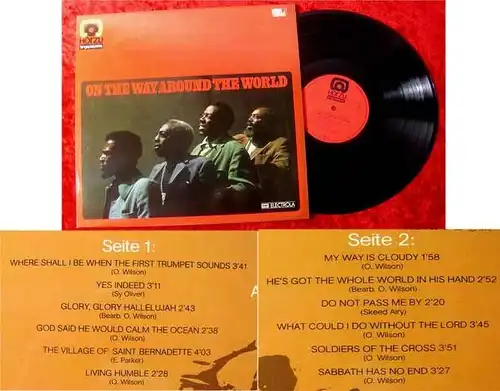 HÖRZU
ON THE WAY AROUND THE WORLD
EMI ELECTROLA
HÖRZU
Seite 1:
WHERE SHALL I BE WHEN THE FIRST TRUMPET SOUNDS 3'41
(O. Wilson)
YES INDEED 3'11
(Sy Oliver)
GLORY, GLORY HALLELUJAH 2'43
(Bearb. O. Wilson)
GOD SAID HE WOULD CALM THE OCEAN 2'38
(O. Wilson)
THE VILLAGE OF SAINT BERNADETTE 4'03
(E. Parker)
LIVING HUMBLE 2'28
(O. Wilson)
A
Seite 2:
MY WAY IS CLOUDY 1'58
(O. Wilson)
HE'S GOT THE WHOLE WORLD IN HIS HAND 2'52
(Bearb. O. Wilson)
DO NOT PASS ME BY 2'20
(Skeed Airy)
WHAT COULD I DO WITHOUT THE LORD 3'45
(O. Wilson)
SOLDIERS OF THE CROSS 3'51
(O. Wilson)
SABBATH HAS NO END 3'27
(O. Wilson)